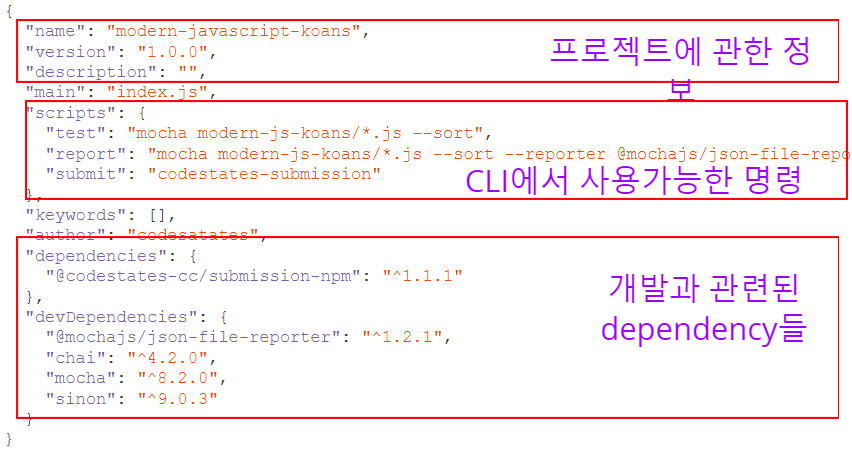 {
"name": "modern-javascript-koans",
"version": "1.0.0",
"description": "",
프로젝트에 관한 정
보
"main": "index.js",
"scripts": {
"test": "mocha modern-js-koans/*.js --sort",
"report": "mocha modern-js-koans/*.js --sort --reporter @mochajs/json-file-repo
"submit": "codestates-submission"
CLI에서 사용가능한 명령
},
"keywords": [],
"author": "codesatates",
"dependencies": {
"@codestates-cc/submission-npm": "^1.1.1"
},
개발과 관련된
dependency들
"devDependencies": {
"@mochajs/json-file-reporter": "^1.2.1",
"chai": "^4.2.0",
"mocha": "^8.2.0",
"sinon": "^9.0.3"
}
}